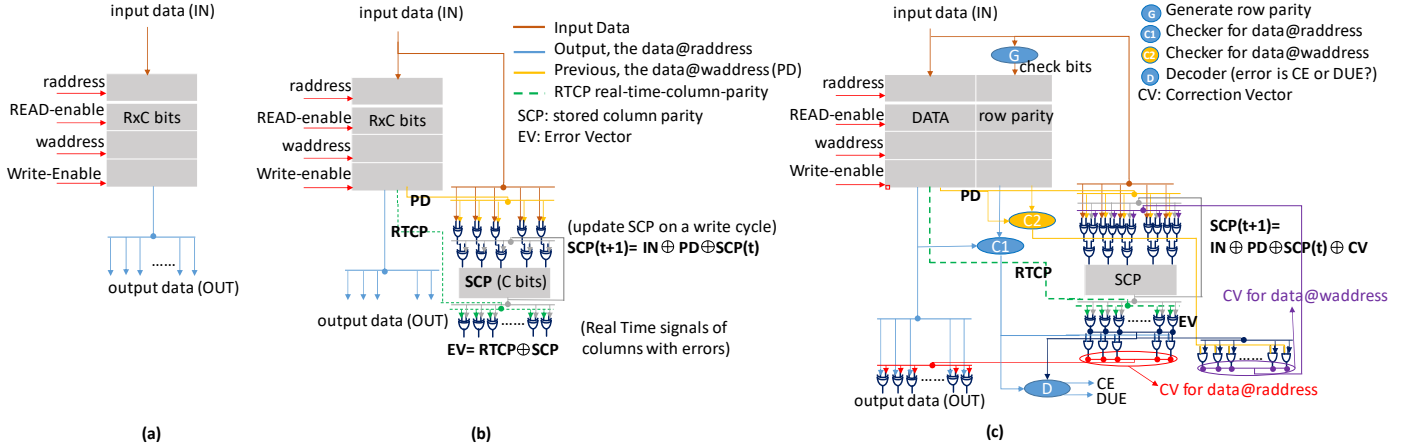 input data (IN)
raddress
READ-enable
RxC bits
waddress
Write-Enable
......
output data (OUT)
(a)
input data (IN)
Input Data
Output, the data@raddress
Previous, the data@waddress (PD)
RTCP real-time-column-parity
SCP: stored column parity
EV: Error Vector
raddress
READ-enable
RxC bits
waddress
Write-enable
PD
RTCP
(update SCP on a write cycle)
SCP(t+1)= IN ⊕ PD⊕SCP(t)
SCP (C bits)
......
output data (OUT)
......
EV= RTCP⊕SCP
(Real Time signals of
columns with errors)
(b)
input data (IN)
G Generate row parity
C1 Checker for data@raddress
C2 Checker for data@waddress
D Decoder (error is CE or DUE?)
CV: Correction Vector
G
check bits
raddress
READ-enable
DATA
row parity
waddress
Write-enable
PD
C2
C1
RTCP
SCP(t+1)=
IN ⊕ PD⊕SCP(t) ⊕ CV
SCP
CV for data@waddress
......
EV
......
......
CV for data@raddress
D
CE
DUE
output data (OUT)
(c)